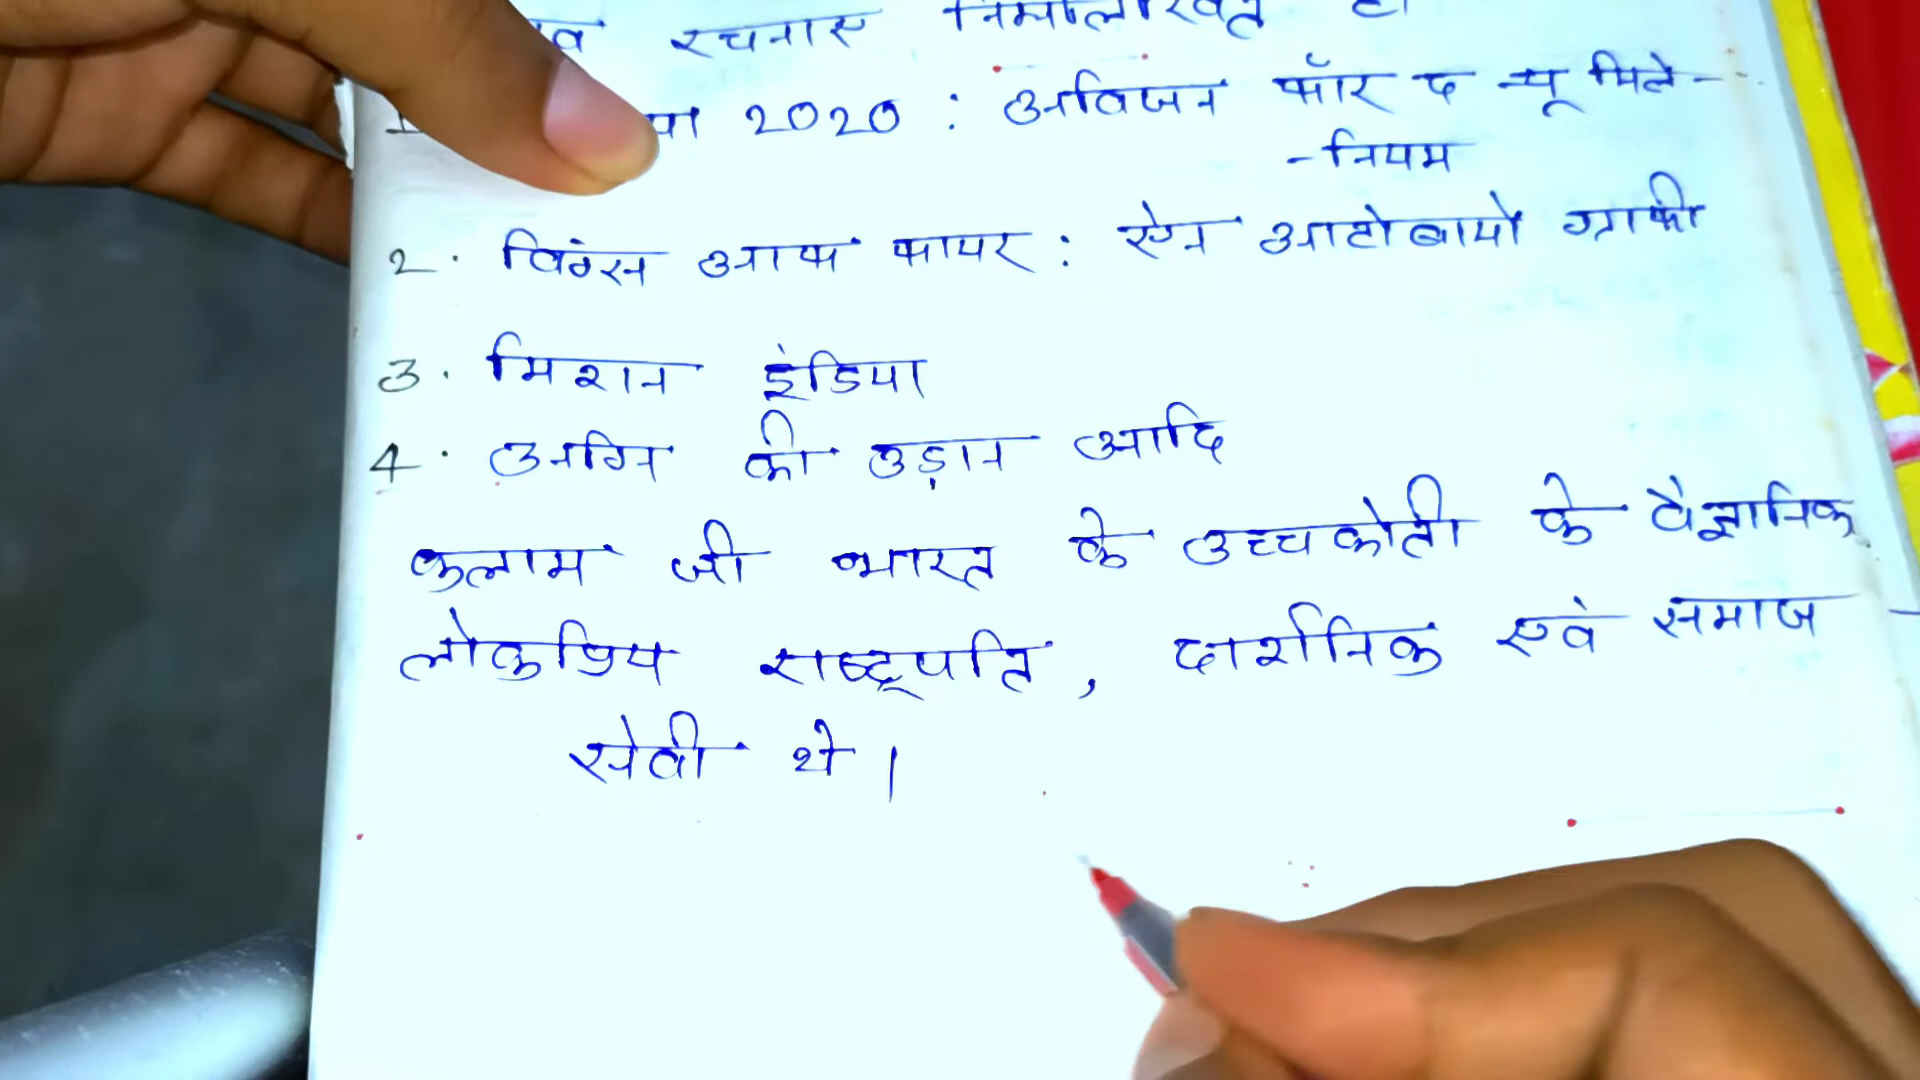 रचनाए निम्नलिखित है
2020 : अविजन फॉर द न्यू मिले-
-नियम
2. विंग्स आफ फायर : ऐन आटोबायो ग्राफी
3. मिशन इंडिया
4. अग्नि की उड़ान आदि
कलाम जी भारत के उच्चकोती के वैज्ञानिक
लोकप्रिय राष्ट्रपति, दार्शनिक एवं समाज -
सेवी थे।